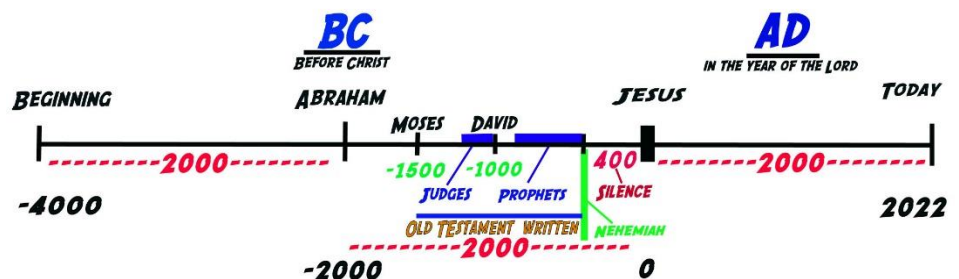 BC
BEFORE CHRIST
AD
IN THE YEAR OF THE LORD
BEGINNING
ABRAHAM
MOSES
DAVID
JESUS
TODAY
2000
-1500
-1000
400
2000
JUDGES
PROPHETS
SILENCE
-4000
2022
OLD TESTAMENT WRITTEN
NEHEMIAH
2000
-2000
0